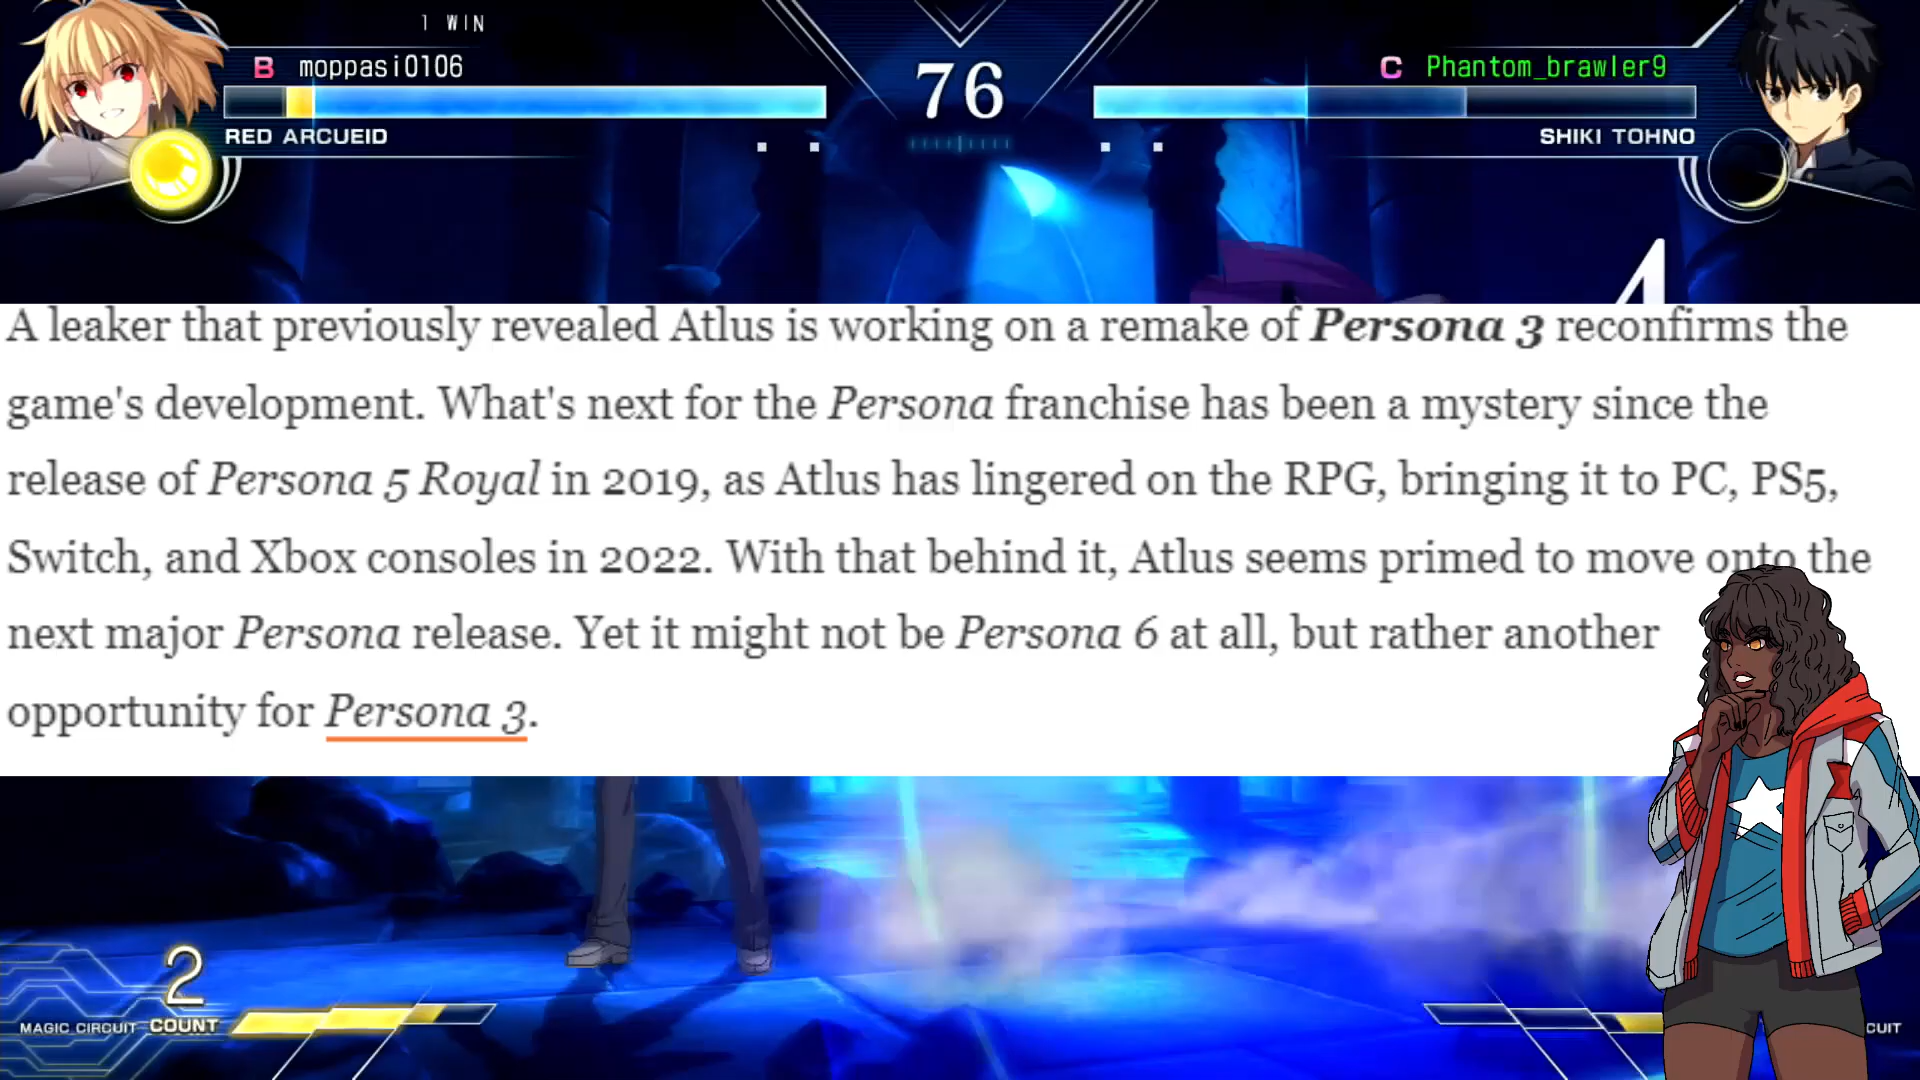 1 WIN
B moppasi0106
76
C Phantom_brawler9
RED ARCUEID
SHIKI TOHNO
4
A leaker that previously revealed Atlus is working on a remake of Persona 3 reconfirms the
game's development. What's next for the Persona franchise has been a mystery since the
release of Persona 5 Royal in 2019, as Atlus has lingered on the RPG, bringing it to PC, PS5,
Switch, and Xbox consoles in 2022. With that behind it, Atlus seems primed to move onto the
next major Persona release. Yet it might not be Persona 6 at all, but rather another
opportunity for Persona 3.
2
MAGIC CIRCUIT COUNT
CUIT